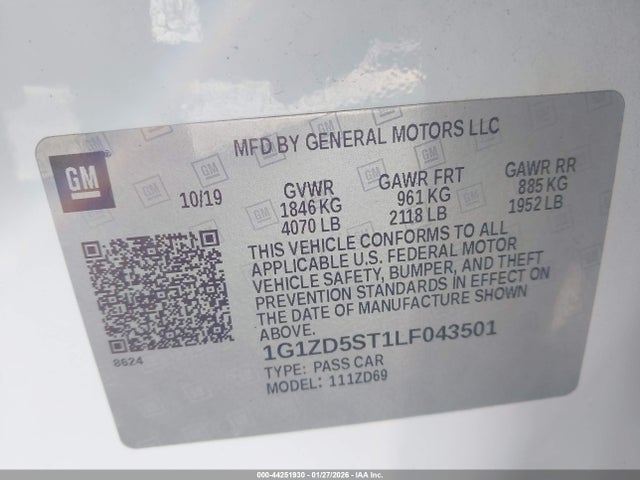 MFD BY GENERAL MOTORS LLC
GM
10/19
GVWR
1846 KG
4070 LB
GAWR FRT
961 KG
2118 LB
GAWR RR
885 KG
1952 LB
THIS VEHICLE CONFORMS TO ALL
APPLICABLE U.S. FEDERAL MOTOR
VEHICLE SAFETY, BUMPER, AND THEFT
PREVENTION STANDARDS IN EFFECT ON
THE DATE OF MANUFACTURE SHOWN
ABOVE.
8624
1G1ZD5ST1LF043501
TYPE: PASS CAR
MODEL: 111ZD69
000-44251930 - 01/27/2026 - IAA Inc.